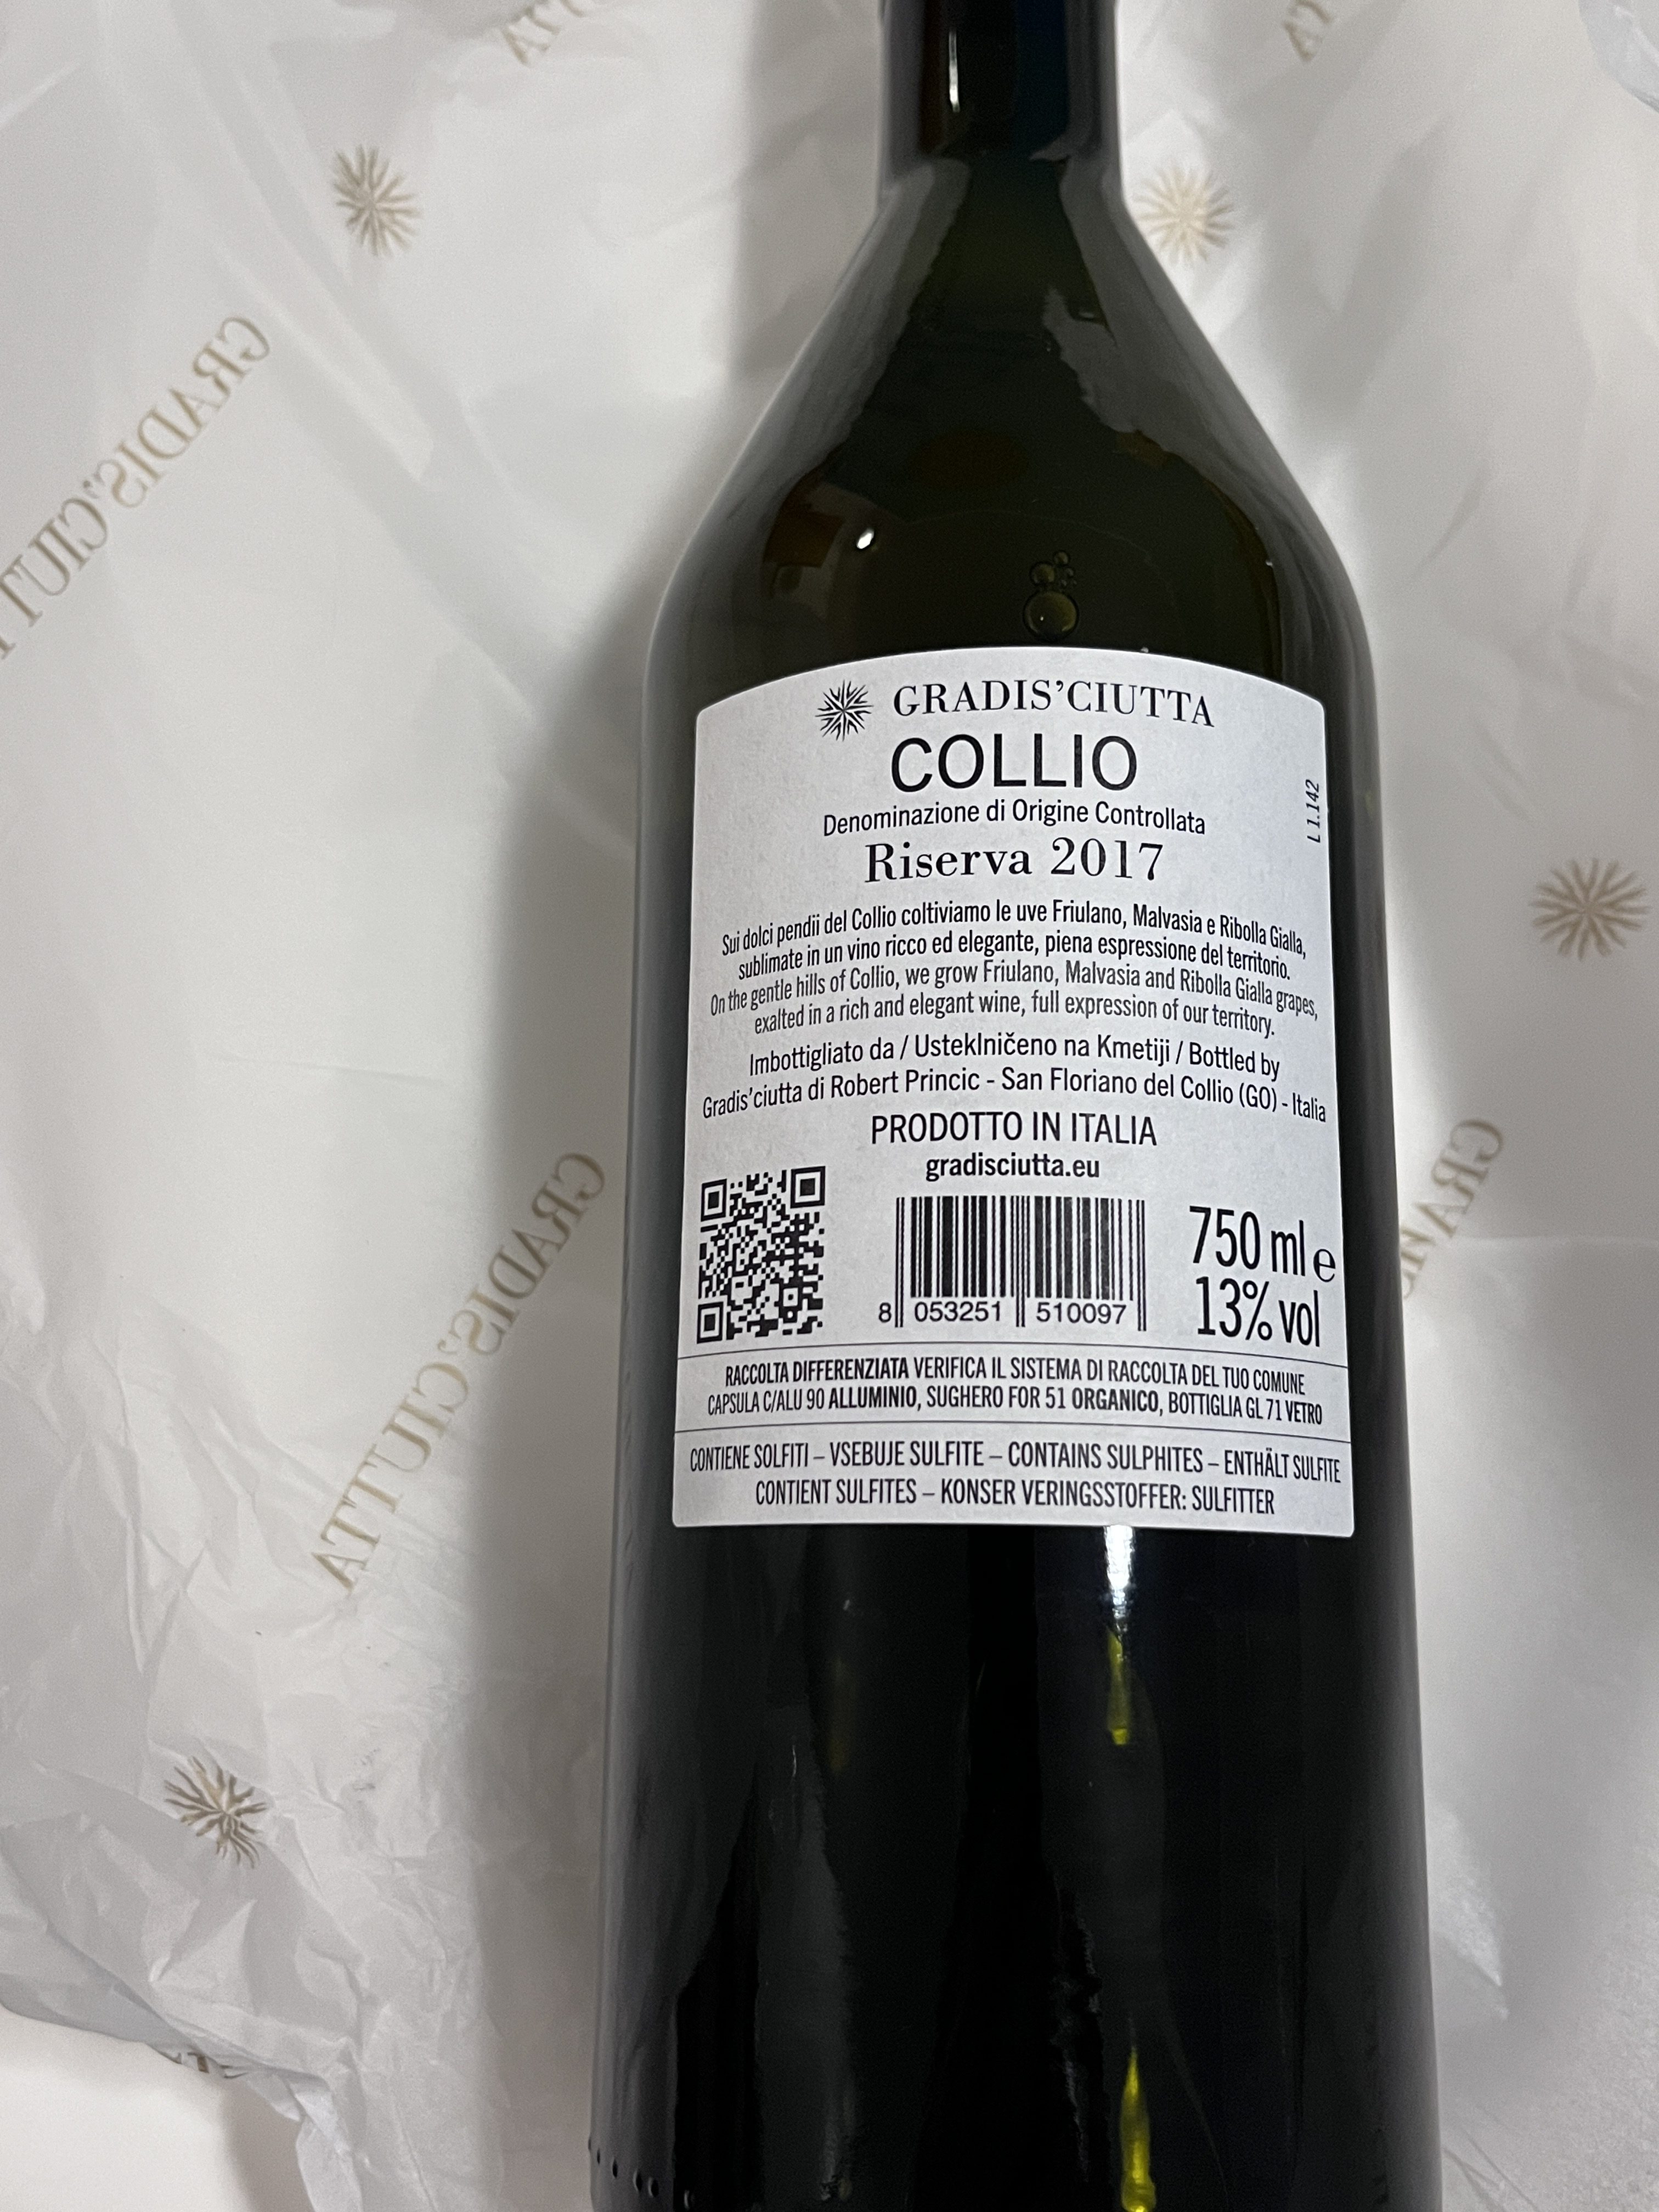 GRADIS'CIUTTA
COLLIO
Denominazione di Origine Controllata
Riserva 2017
L 1.142
Sui dolci pendii del Collio coltiviamo le uve Friulano, Malvasia e Ribolla Gialla,
sublimate in un vino ricco ed elegante, piena espressione del territorio.
On the gentle hills of Collio, we grow Friulano, Malvasia and Ribolla Gialla grapes,
exalted in a rich and elegant wine, full expression of our territory.
Imbottigliato da / Usteklničeno na Kmetiji / Bottled by
Gradis'ciutta di Robert Princic - San Floriano del Collio (GO) - Italia
PRODOTTO IN ITALIA
gradisciutta.eu
8 053251 510097
750 ml e
13% vol
RACCOLTA DIFFERENZIATA VERIFICA IL SISTEMA DI RACCOLTA DEL TUO COMUNE
CAPSULA C/ALU 90 ALLUMINIO, SUGHERO FOR 51 ORGANICO, BOTTIGLIA GL 71 VETRO
CONTIENE SOLFITI – VSEBUJE SULFITE – CONTAINS SULPHITES – ENTHÄLT SULFITE
CONTIENT SULFITES – KONSER VERINGSSTOFFER: SULFITTER
GRADIS'CIUTTA